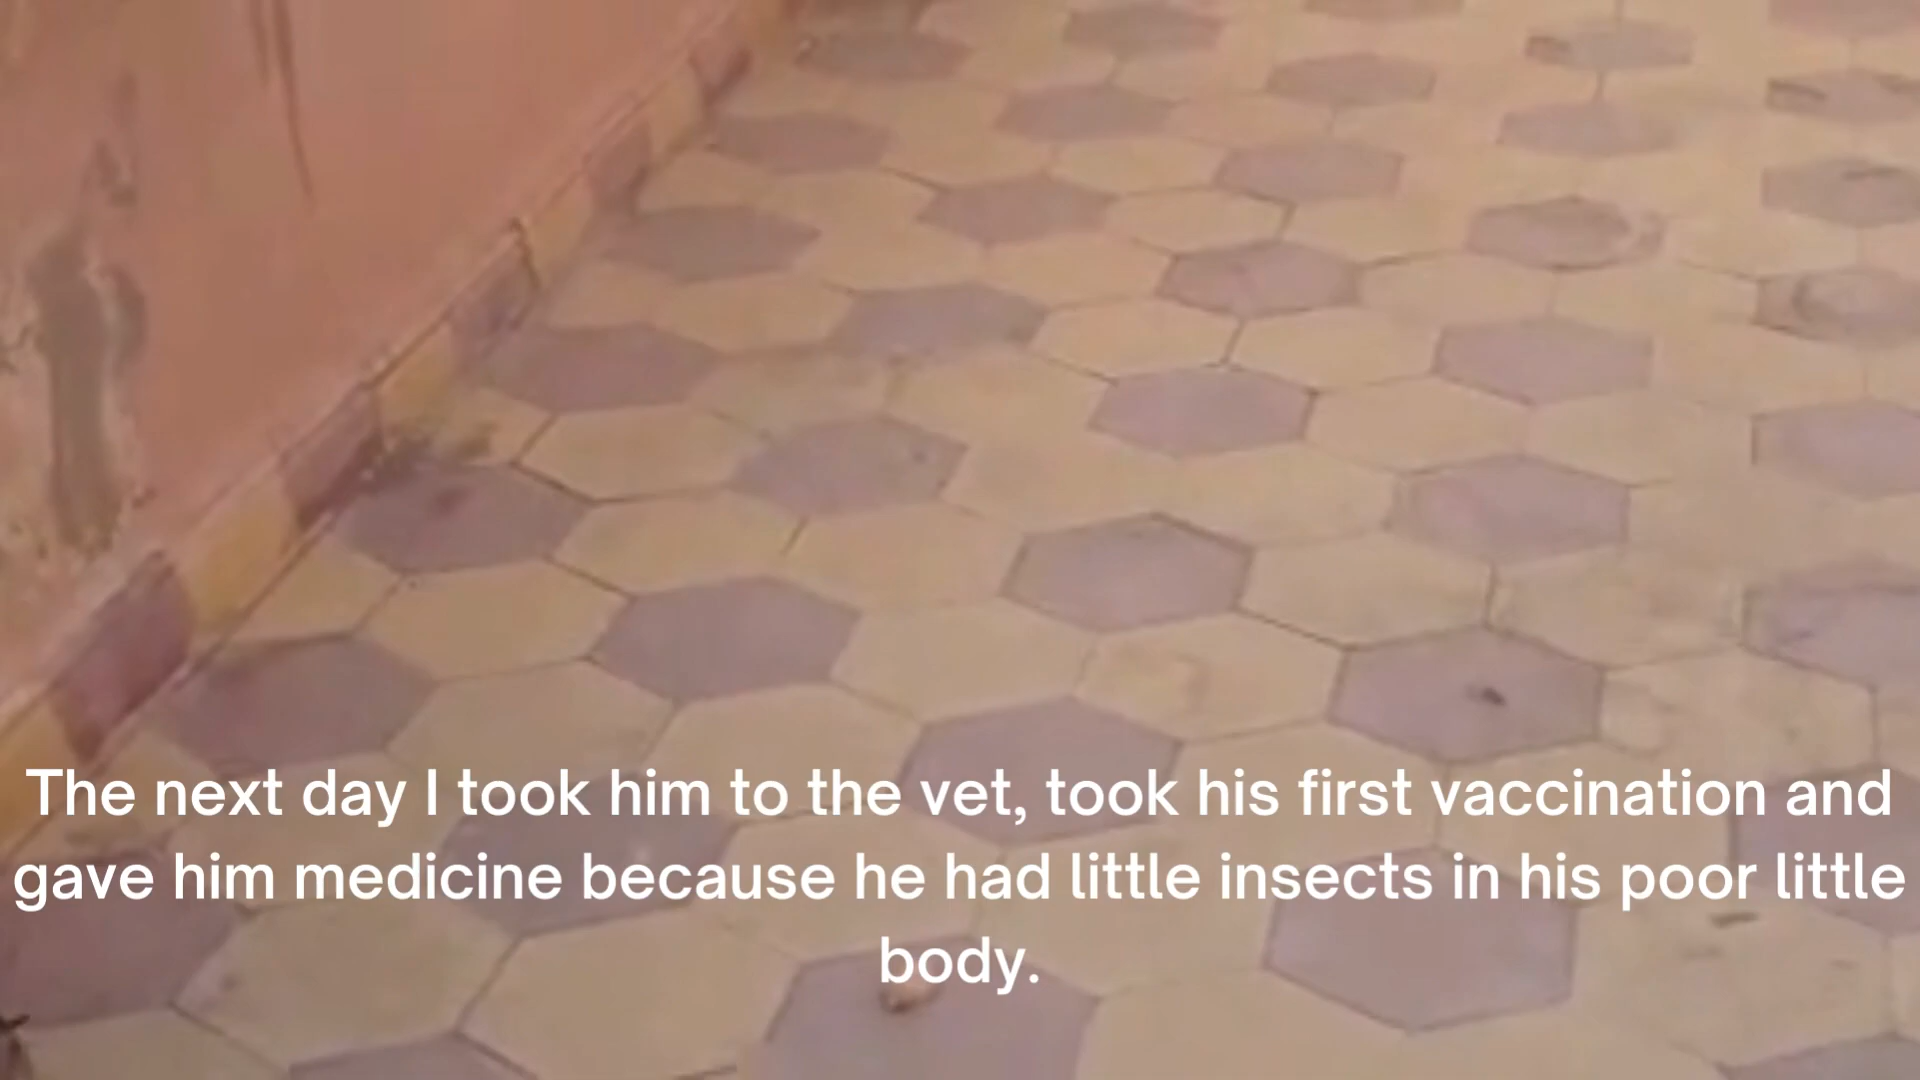 The next day I took him to the vet, took his first vaccination and
gave him medicine because he had little insects in his poor little
body.